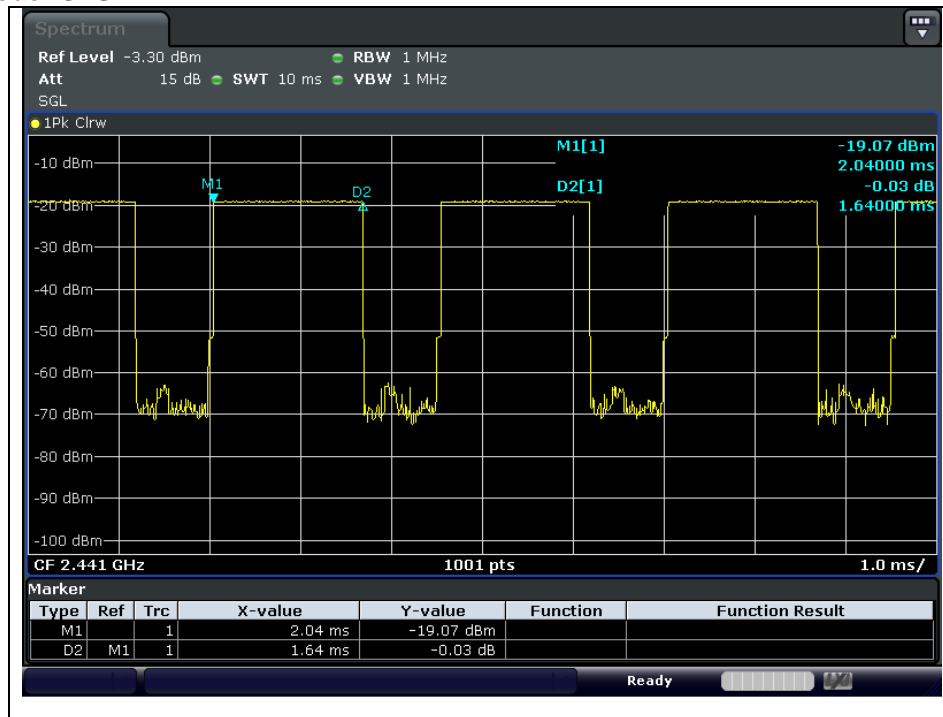 Spectrum
Ref Level -3.30 dBm RBW 1 MHz
Att 15 dB SWT 10 ms VBW 1 MHz
SGL
1Pk Clrw
M1[1] -19.07 dBm
2.04000 ms
D2[1] -0.03 dB
1.64000 ms
-10 dBm
M1
D2
-20 dBm
-30 dBm
-40 dBm
-50 dBm
-60 dBm
-70 dBm
-80 dBm
-90 dBm
-100 dBm
CF 2.441 GHz 1001 pts 1.0 ms/
Marker
Type Ref Trc X-value Y-value Function Function Result
M1 1 2.04 ms -19.07 dBm
D2 M1 1 1.64 ms -0.03 dB
Ready